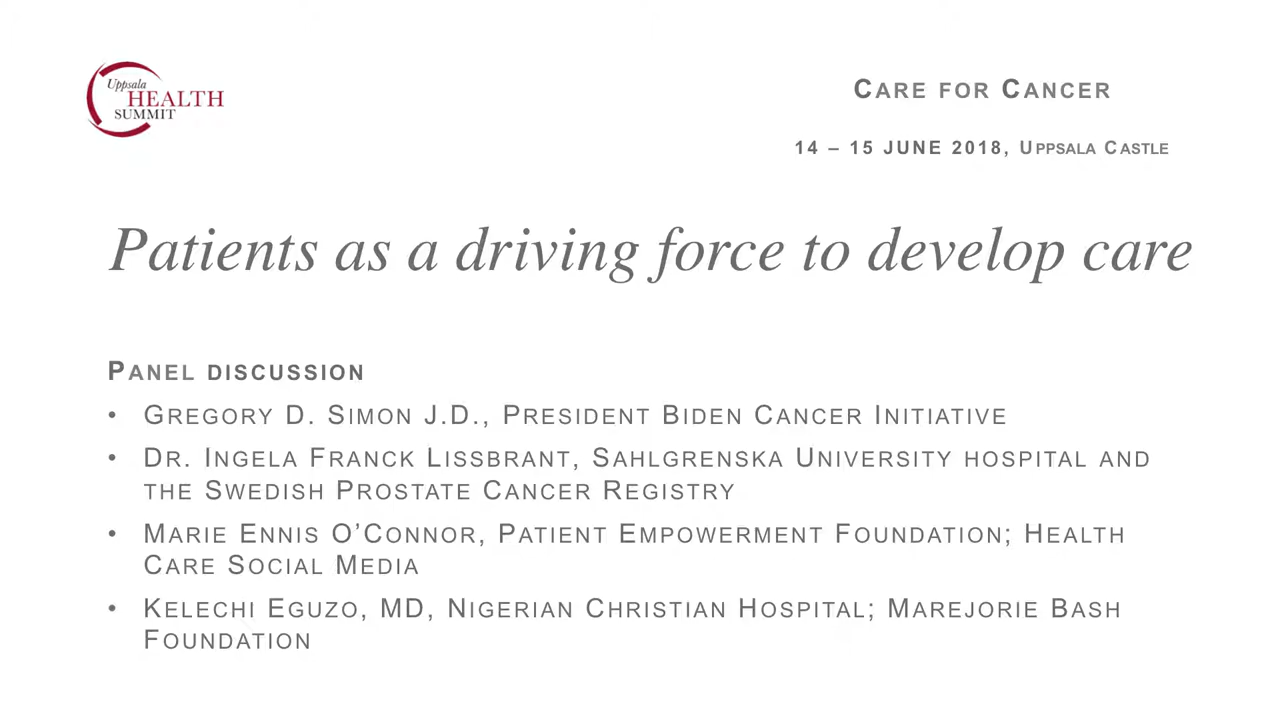 Uppsala
HEALTH
SUMMIT
CARE FOR CANCER
14 – 15 JUNE 2018, UPPSALA CASTLE
Patients as a driving force to develop care
PANEL DISCUSSION
• GREGORY D. SIMON J.D., PRESIDENT BIDEN CANCER INITIATIVE
• DR. INGELA FRANCK LISSBRANT, SAHLGRENSKA UNIVERSITY HOSPITAL AND
THE SWEDISH PROSTATE CANCER REGISTRY
• MARIE ENNIS O’CONNOR, PATIENT EMPOWERMENT FOUNDATION; HEALTH
CARE SOCIAL MEDIA
• KELECHI EGUZO, MD, NIGERIAN CHRISTIAN HOSPITAL; MAREJORIE BASH
FOUNDATION